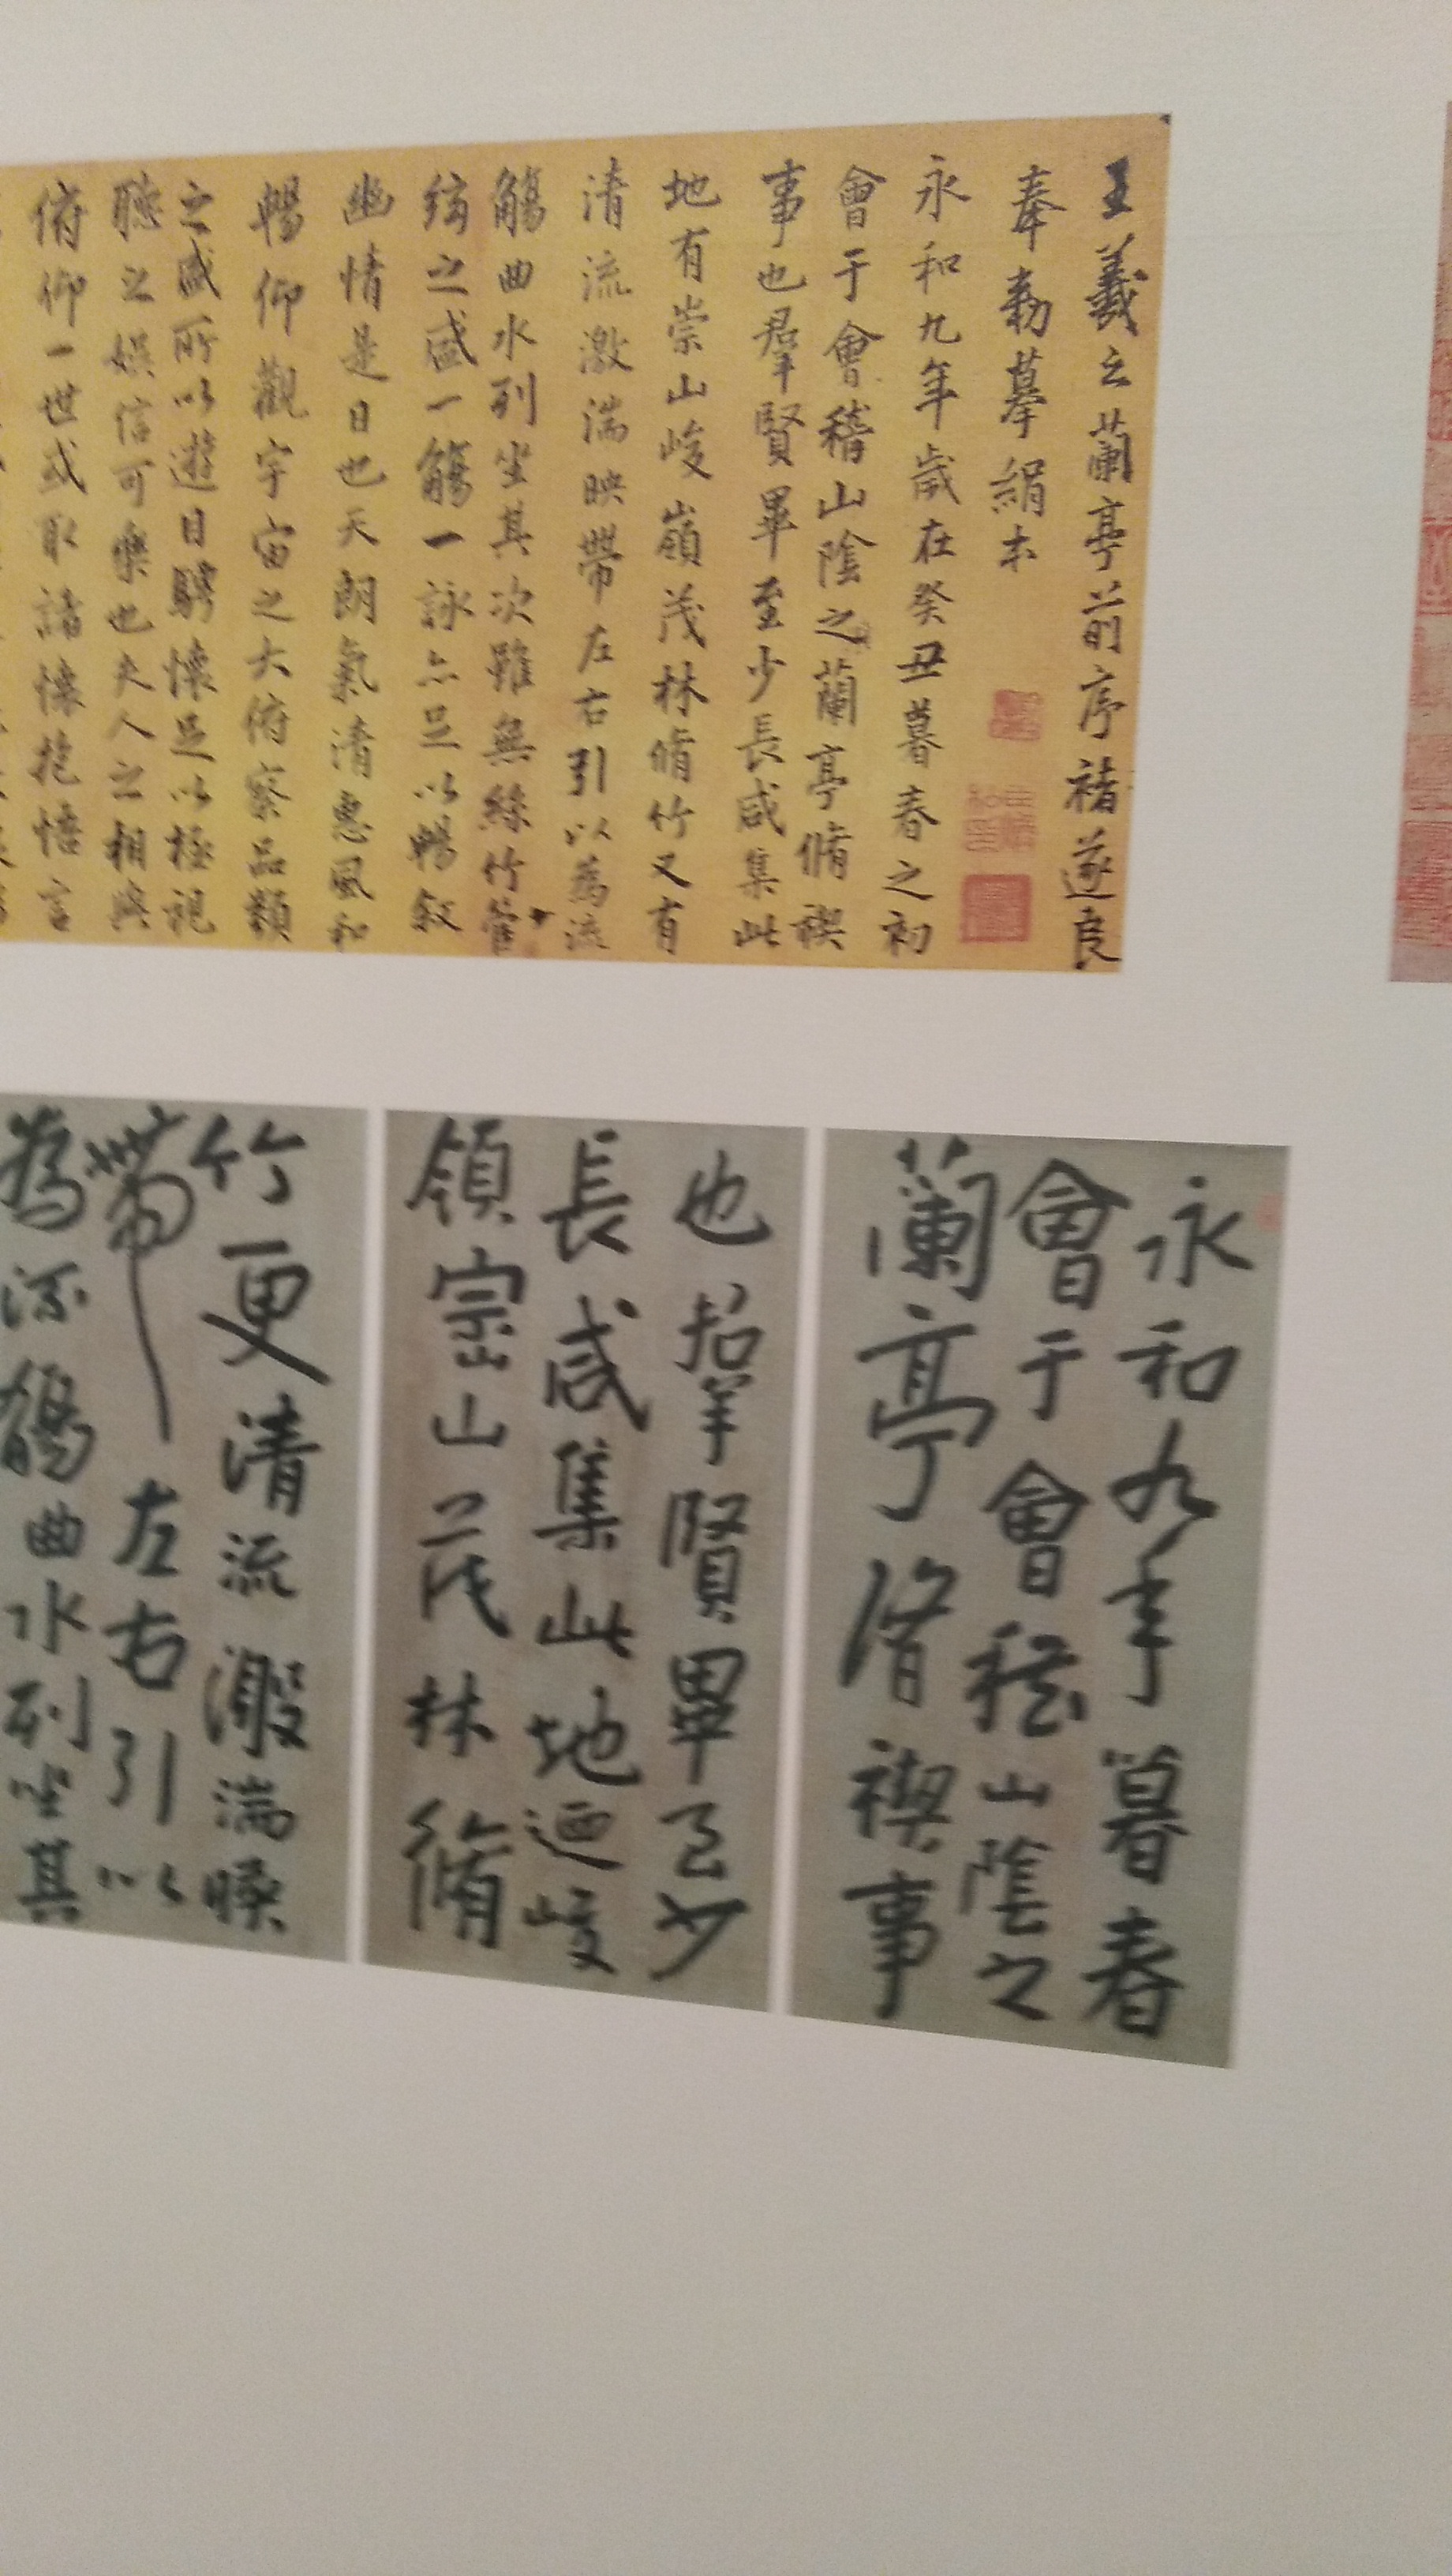 王羲之蘭亭前序褚遂良
奉勅摹絹本
永和九年歲在癸丑暮春之初
會于會稽山陰之蘭亭脩禊
事也羣賢畢至少長咸集此
地有崇山峻嶺茂林脩竹又有
清流激湍映帶左右引以為流
觴曲水列坐其次雖無絲竹管
絃之盛一觴一詠亦足以暢敘
幽情是日也天朗氣清惠風和
暢仰觀宇宙之大俯察品類
之盛所以遊目騁懷足以極視
聽之娛信可樂也夫人之相與
俯仰一世或取諸懷抱悟言
永和九年暮春
會于會稽山陰之
蘭亭脩禊事
也羣賢畢至少
長咸集此地迺峻
領崇山茂林脩
竹更清流激湍暎
帶左右引以
為流觴曲水列坐其